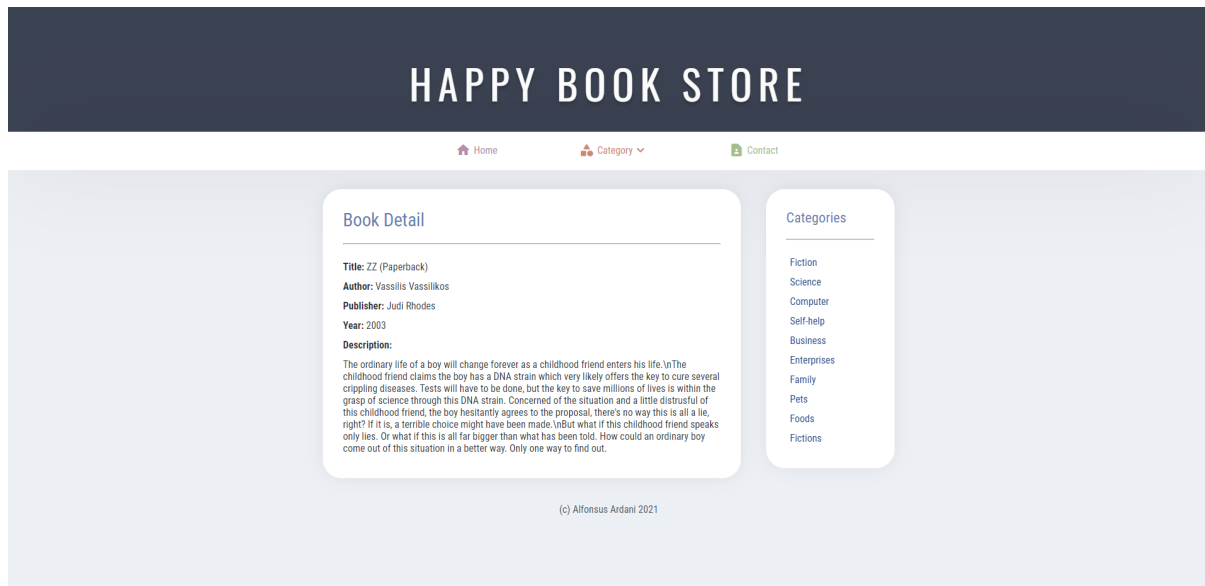 HAPPY BOOK STORE
Home
Category
Contact
Book Detail
Title: ZZ (Paperback)
Author: Vassilis Vassilikos
Publisher: Judi Rhodes
Year: 2003
Description:
The ordinary life of a boy will change forever as a childhood friend enters his life.\nThe
childhood friend claims the boy has a DNA strain which very likely offers the key to cure several
crippling diseases. Tests will have to be done, but the key to save millions of lives is within the
grasp of science through this DNA strain. Concerned of the situation and a little distrusful of
this childhood friend, the boy hesitantly agrees to the proposal, there's no way this is all a lie,
right? If it is, a terrible choice might have been made.\nBut what if this childhood friend speaks
only lies. Or what if this is all far bigger than what has been told. How could an ordinary boy
come out of this situation in a better way. Only one way to find out.
Categories
Fiction
Science
Computer
Self-help
Business
Enterprises
Family
Pets
Foods
Fictions
(c) Alfonsus Ardani 2021